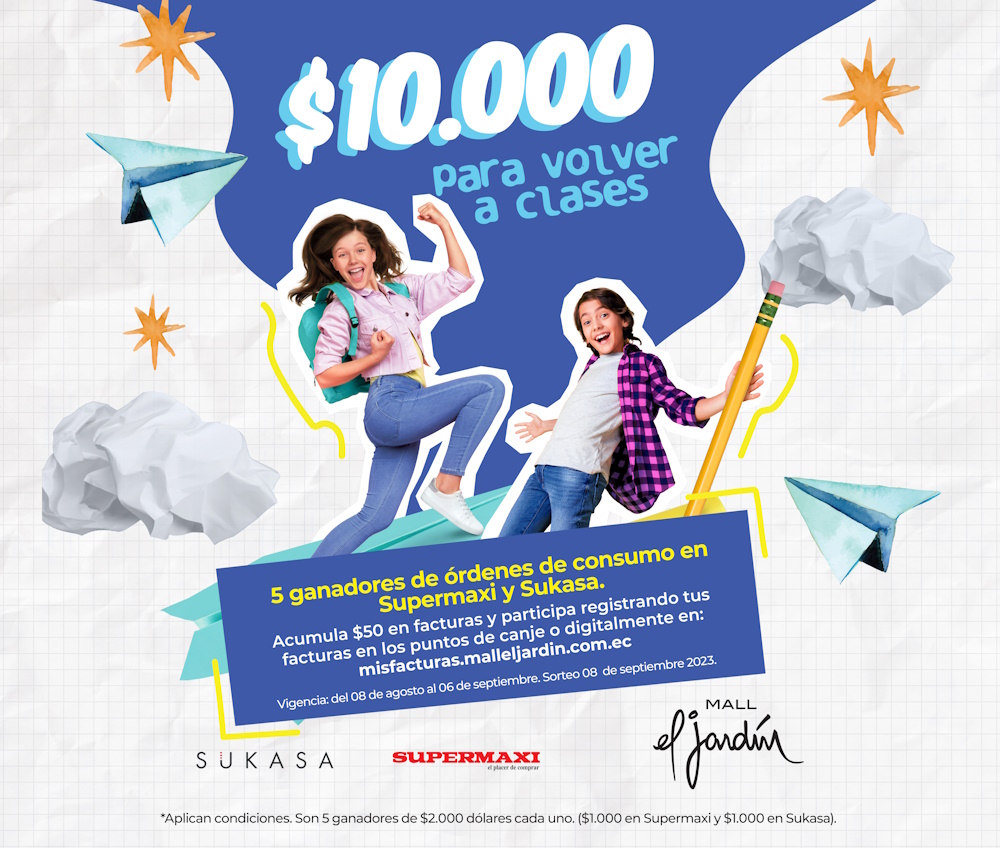 $10.000
para volver
a clases
5 ganadores de órdenes de consumo en
Supermaxi y Sukasa.
Acumula $50 en facturas y participa registrando tus
facturas en los puntos de canje o digitalmente en:
misfacturas.malleljardin.com.ec
Vigencia: del 08 de agosto al 06 de septiembre. Sorteo 08 de septiembre 2023.
SUKASA
SUPERMAXI
el placer de comprar
MALL
el jardín
*Aplican condiciones. Son 5 ganadores de $2.000 dólares cada uno. ($1.000 en Supermaxi y $1.000 en Sukasa).